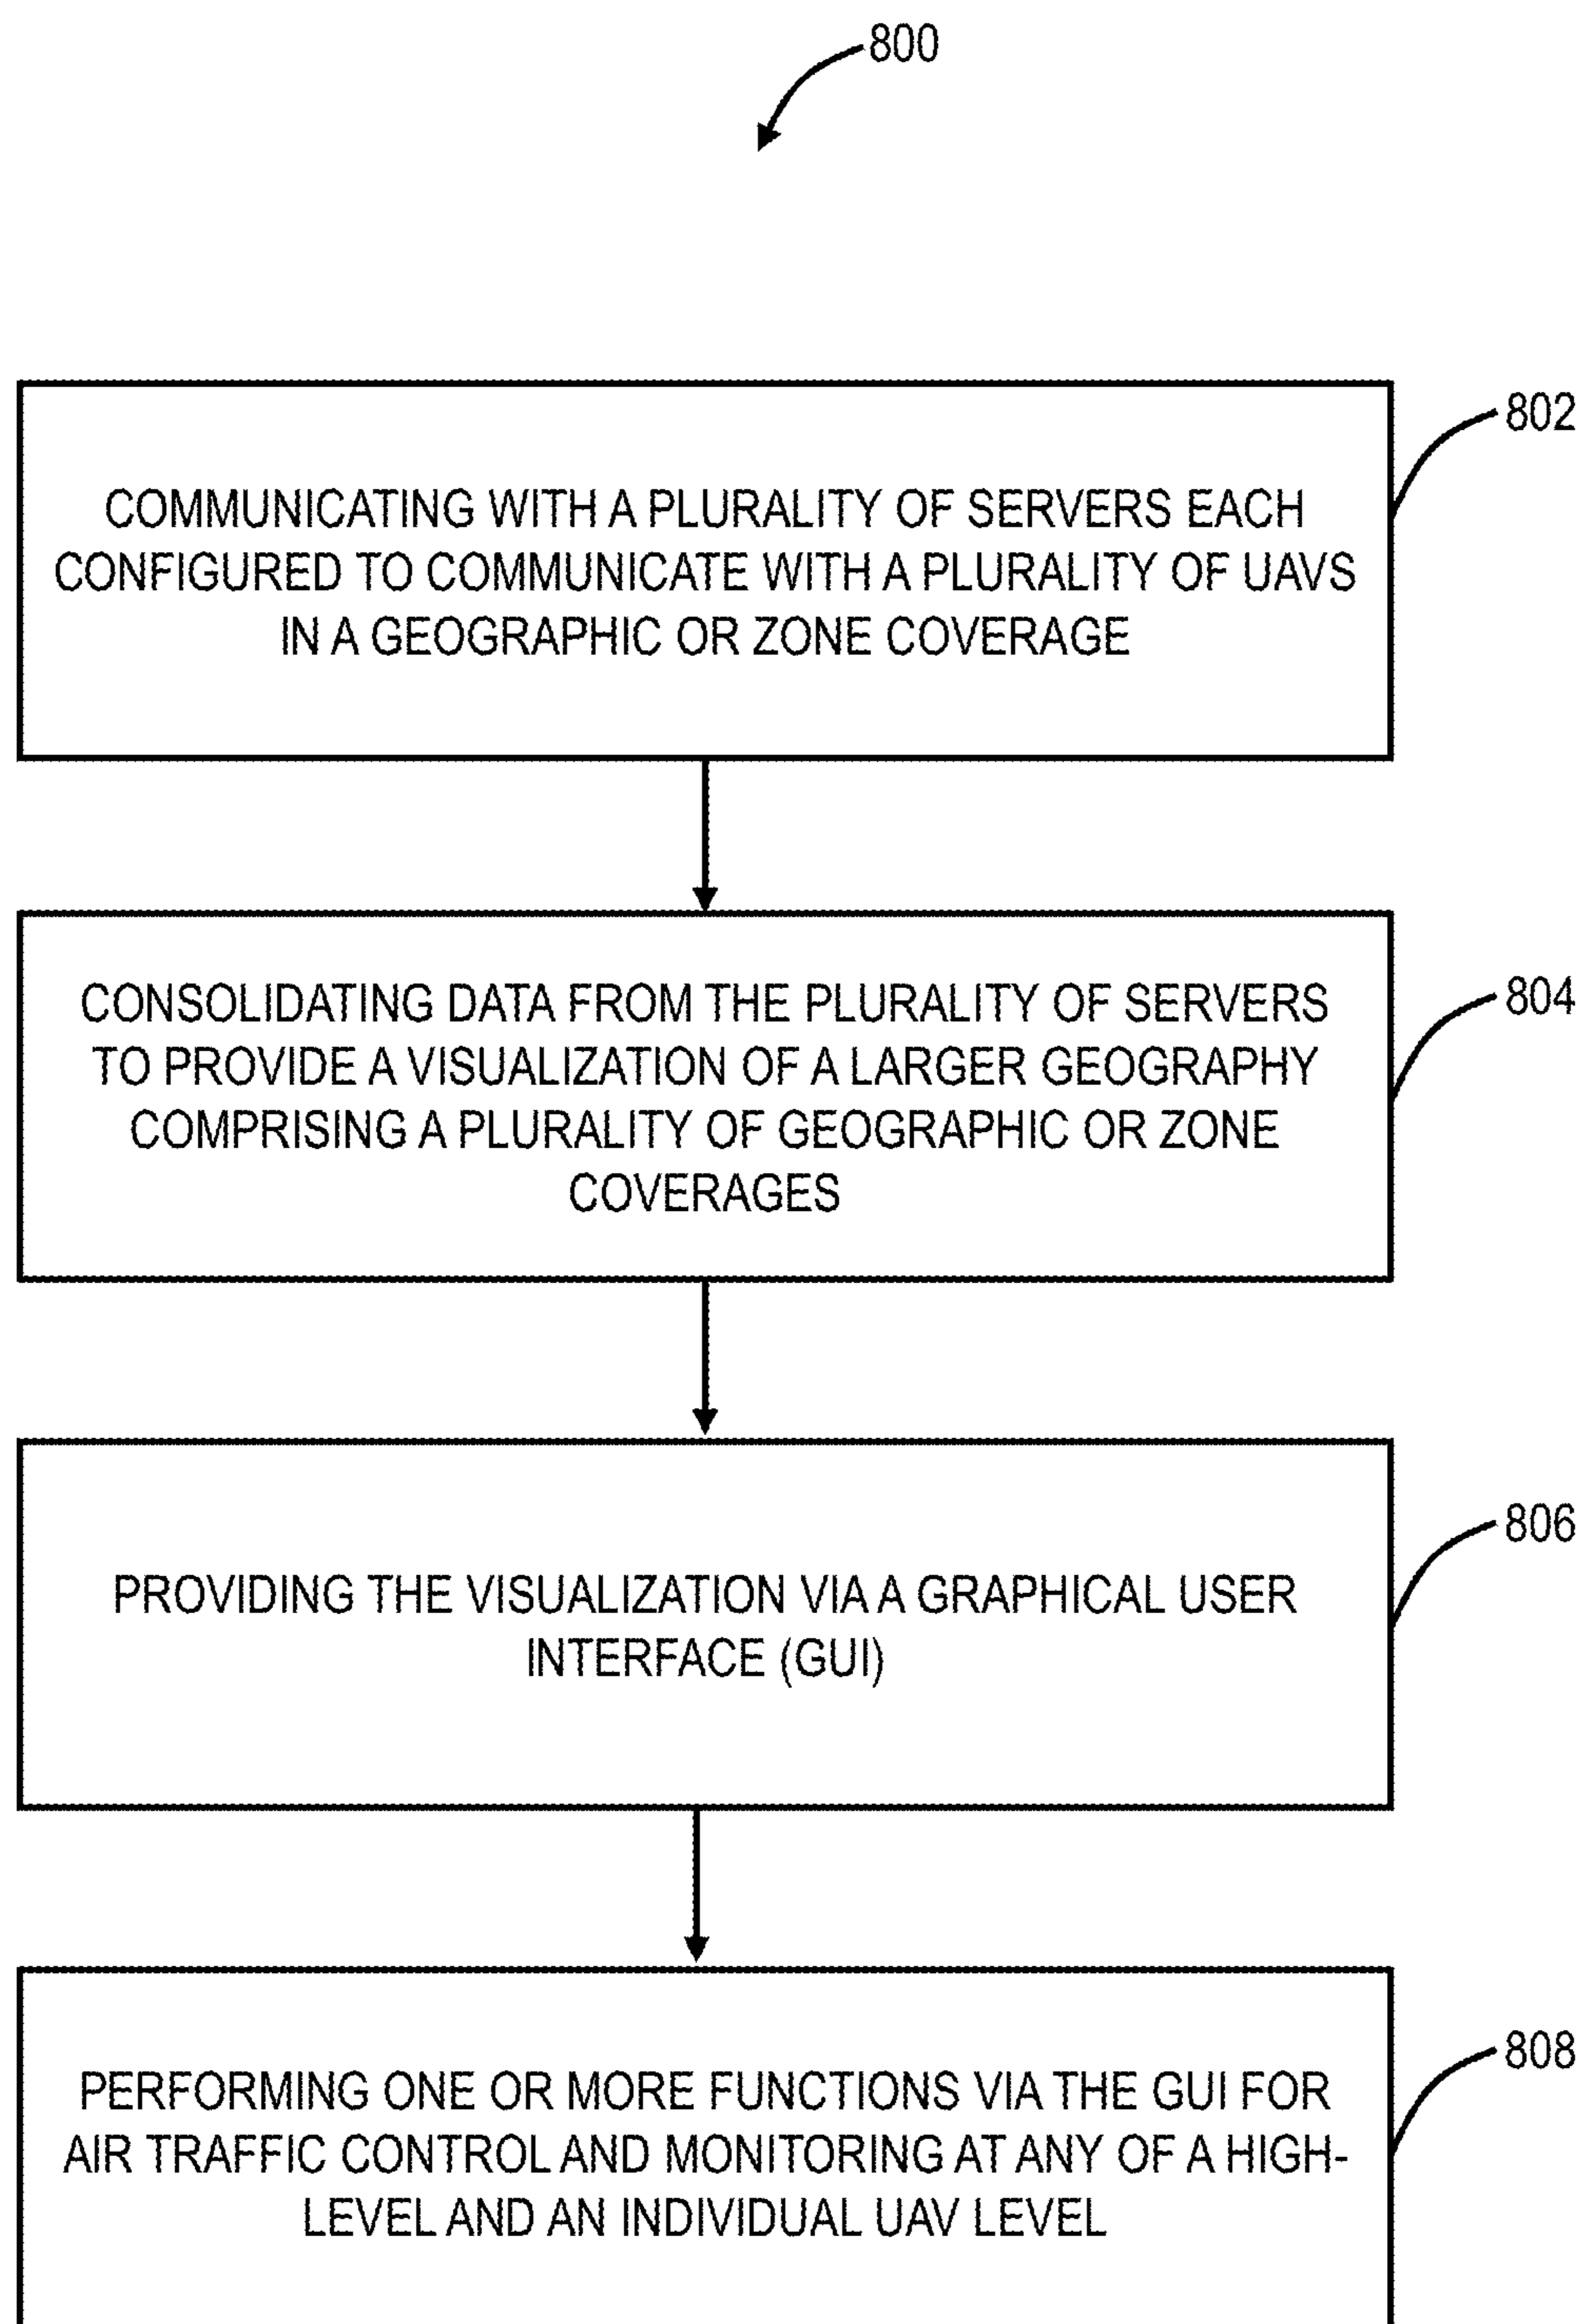 800
802
COMMUNICATING WITH A PLURALITY OF SERVERS EACH
CONFIGURED TO COMMUNICATE WITH A PLURALITY OF UAVS
IN A GEOGRAPHIC OR ZONE COVERAGE
804
CONSOLIDATING DATA FROM THE PLURALITY OF SERVERS
TO PROVIDE A VISUALIZATION OF A LARGER GEOGRAPHY
COMPRISING A PLURALITY OF GEOGRAPHIC OR ZONE
COVERAGES
806
PROVIDING THE VISUALIZATION VIA A GRAPHICAL USER
INTERFACE (GUI)
808
PERFORMING ONE OR MORE FUNCTIONS VIA THE GUI FOR
AIR TRAFFIC CONTROL AND MONITORING AT ANY OF A HIGH-
LEVEL AND AN INDIVIDUAL UAV LEVEL